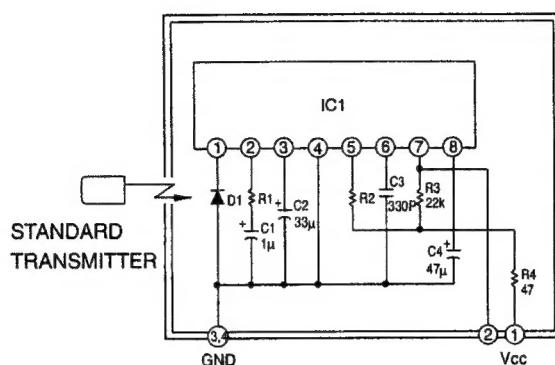 IC1
1 2 3 4 5 6 7 8
D1
R1
+ C1
1μ
+ C2
33μ
R2
C3
330P
R3
22k
C4 +
47μ
R4
47
STANDARD
TRANSMITTER
3,4 2 1
GND Vcc